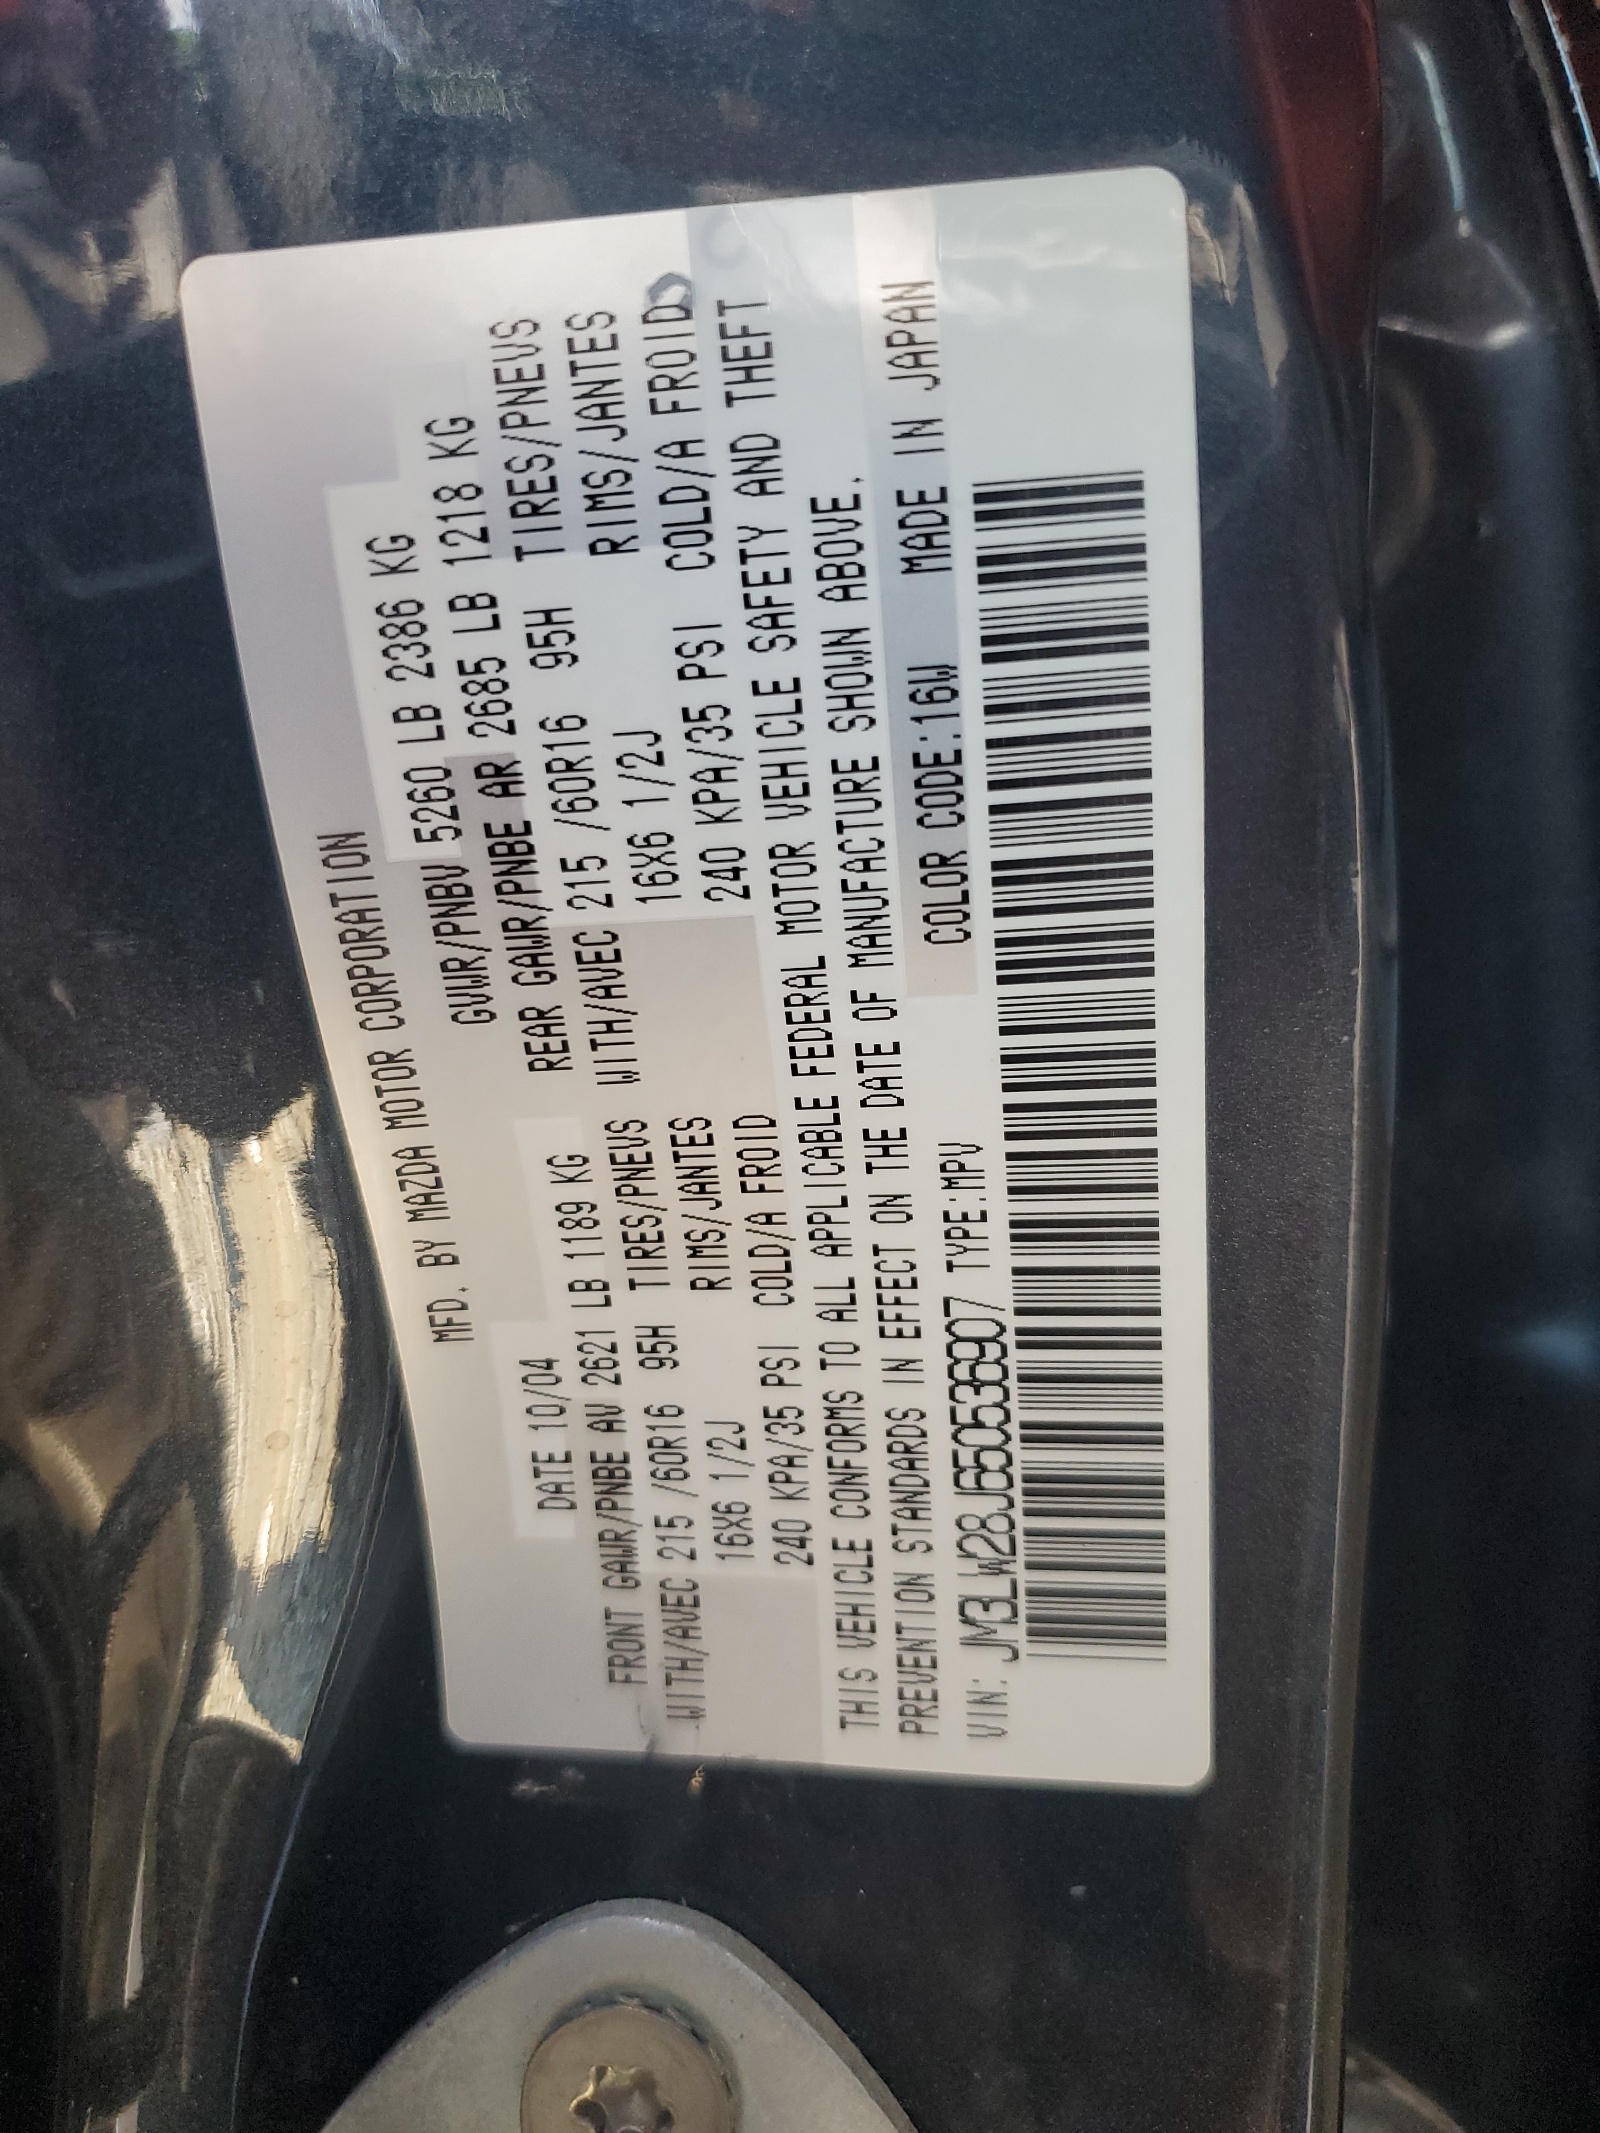 MFD. BY MAZDA MOTOR CORPORATION
DATE 10/04 GVWR/PNBV 5260 LB 2386 KG
FRONT GAWR/PNBE AV 2621 LB 1189 KG REAR GAWR/PNBE AR 2685 LB 1218 KG
WITH/AVEC 215 /60R16 95H TIRES/PNEUS WITH/AVEC 215 /60R16 95H TIRES/PNEUS
16X6 1/2J RIMS/JANTES 16X6 1/2J RIMS/JANTES
240 KPA/35 PSI COLD/A FROID 240 KPA/35 PSI COLD/A FROID
THIS VEHICLE CONFORMS TO ALL APPLICABLE FEDERAL MOTOR VEHICLE SAFETY AND THEFT
PREVENTION STANDARDS IN EFFECT ON THE DATE OF MANUFACTURE SHOWN ABOVE.
VIN: JM3LW28J650536907 TYPE:MPV COLOR CODE:16W MADE IN JAPAN